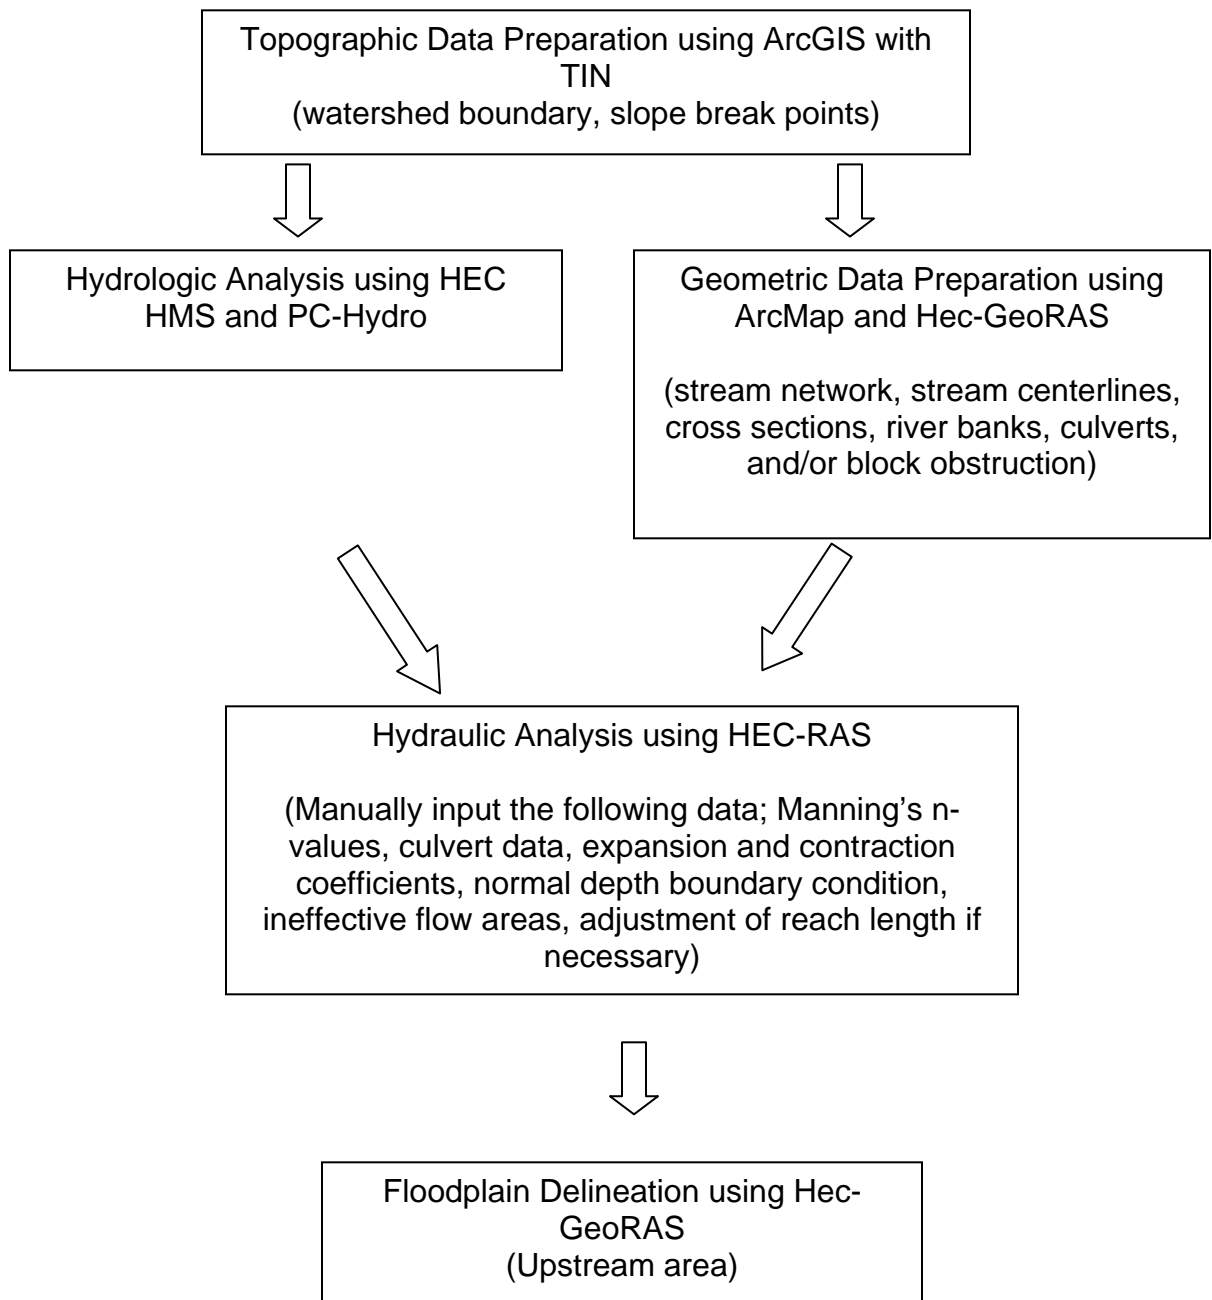 Topographic Data Preparation using ArcGIS with
TIN
(watershed boundary, slope break points)
Hydrologic Analysis using HEC
HMS and PC-Hydro
Geometric Data Preparation using
ArcMap and Hec-GeoRAS
(stream network, stream centerlines,
cross sections, river banks, culverts,
and/or block obstruction)
Hydraulic Analysis using HEC-RAS
(Manually input the following data; Manning’s n-
values, culvert data, expansion and contraction
coefficients, normal depth boundary condition,
ineffective flow areas, adjustment of reach length if
necessary)
Floodplain Delineation using Hec-
GeoRAS
(Upstream area)